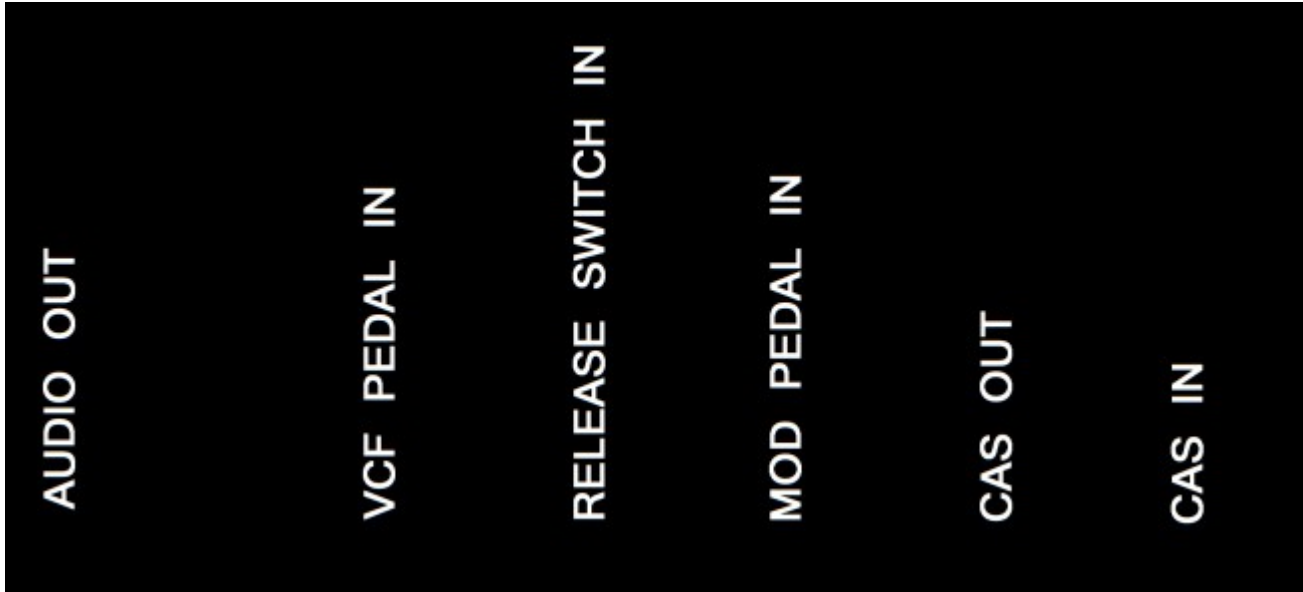 AUDIO OUT
VCF PEDAL IN
RELEASE SWITCH IN
MOD PEDAL IN
CAS OUT
CAS IN